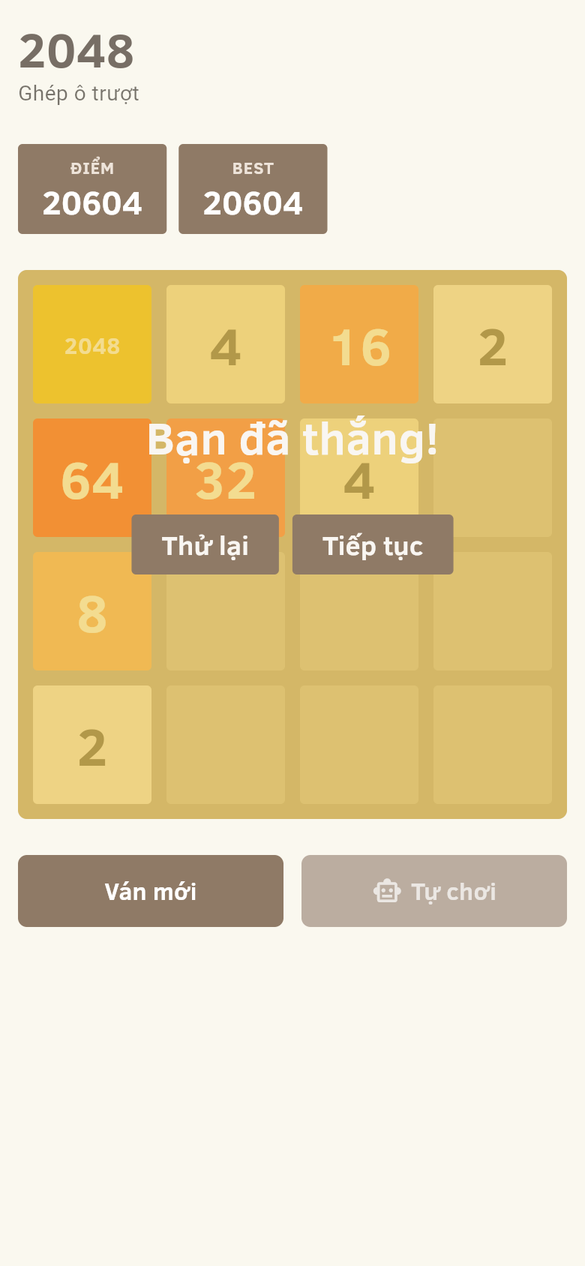 2048
Ghép ô trượt
ĐIỂM BEST
20604 20604
2048 4 16 2
Bạn đã thắng!
64 32 4
Thử lại Tiếp tục
8
2
Ván mới Tự chơi